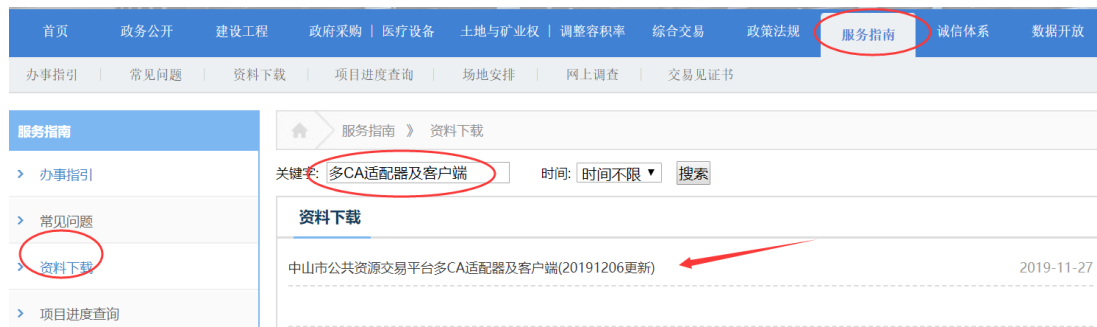 首页 政务公开 建设工程 政府采购 | 医疗设备 土地与矿业权 | 调整容积率 综合交易 政策法规 服务指南 诚信体系 数据开放
办事指引 | 常见问题 | 资料下载 | 项目进度查询 | 场地安排 | 网上调查 | 交易见证书
服务指南
服务指南 》 资料下载
办事指引
关键字: 多CA适配器及客户端 时间: 时间不限 搜索
常见问题
资料下载
资料下载
中山市公共资源交易平台多CA适配器及客户端(20191206更新) 2019-11-27
项目进度查询